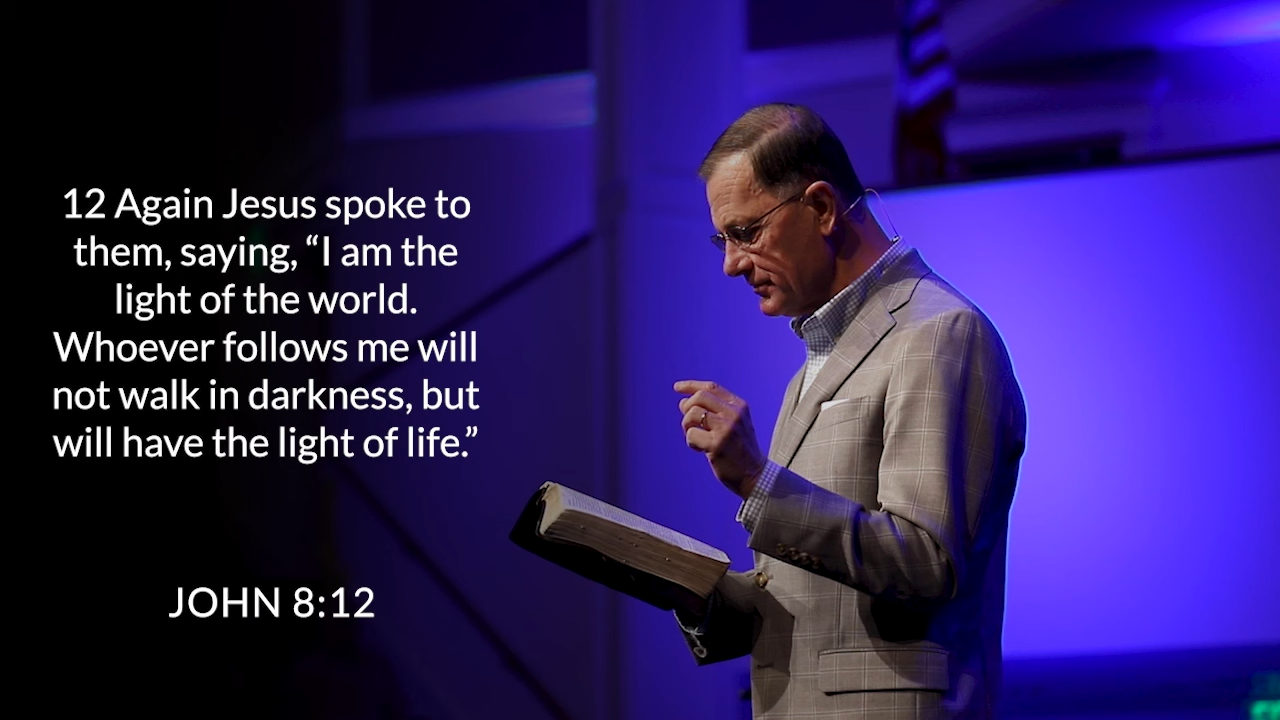 12 Again Jesus spoke to
them, saying, “I am the
light of the world.
Whoever follows me will
not walk in darkness, but
will have the light of life.”
JOHN 8:12